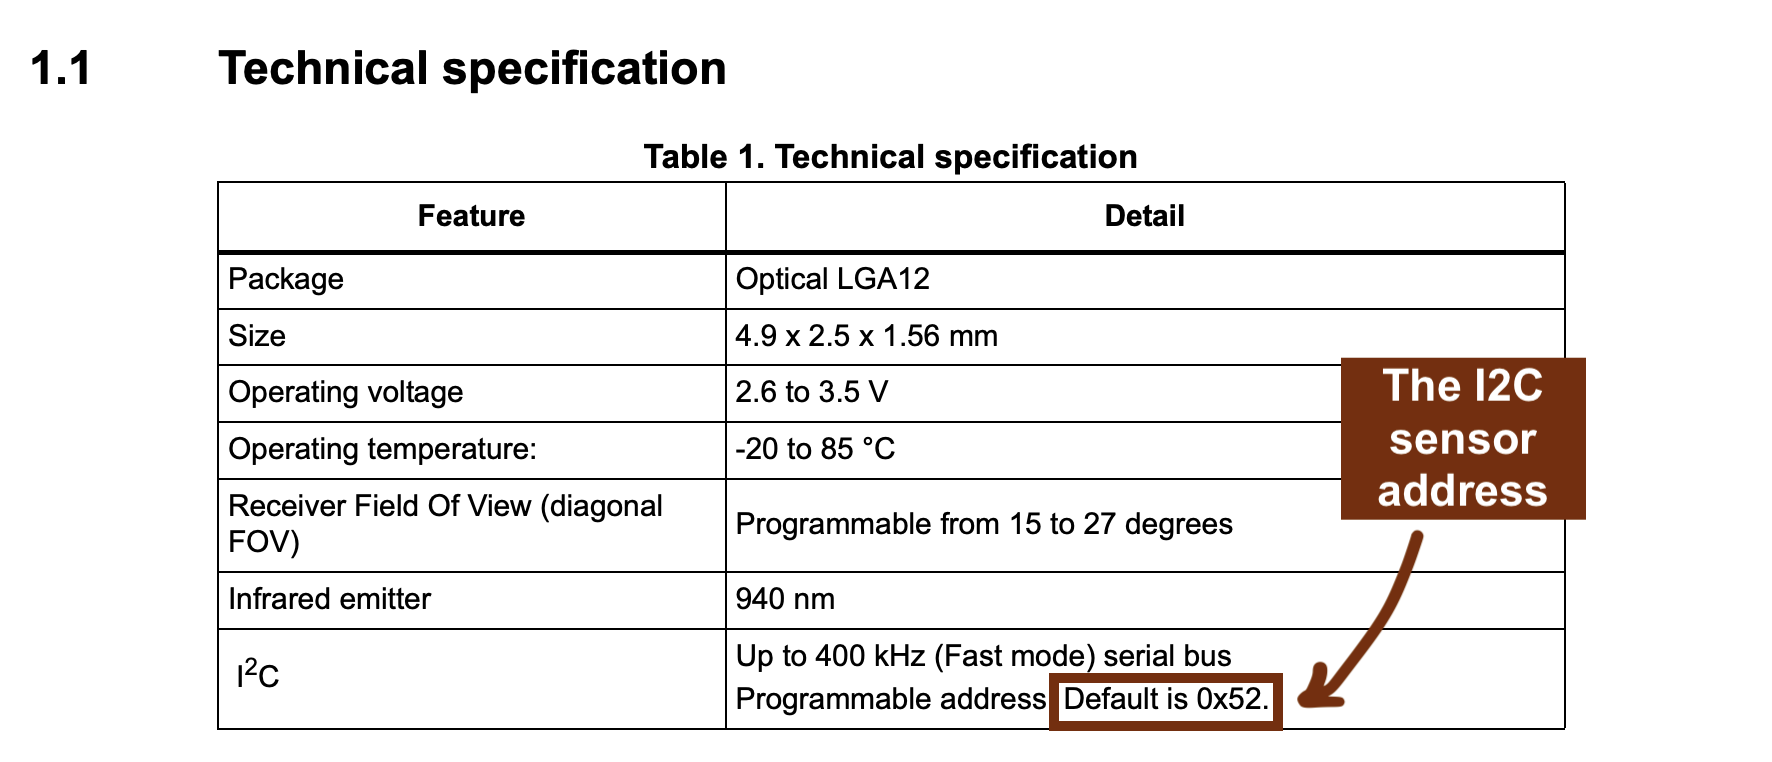 1.1 Technical specification
Table 1. Technical specification
Feature Detail
Package Optical LGA12
Size 4.9 x 2.5 x 1.56 mm
Operating voltage 2.6 to 3.5 V
Operating temperature: -20 to 85 °C
Receiver Field Of View (diagonal
FOV)
Programmable from 15 to 27 degrees
Infrared emitter 940 nm
I²C
Up to 400 kHz (Fast mode) serial bus
Programmable address Default is 0x52.
The I2C
sensor
address